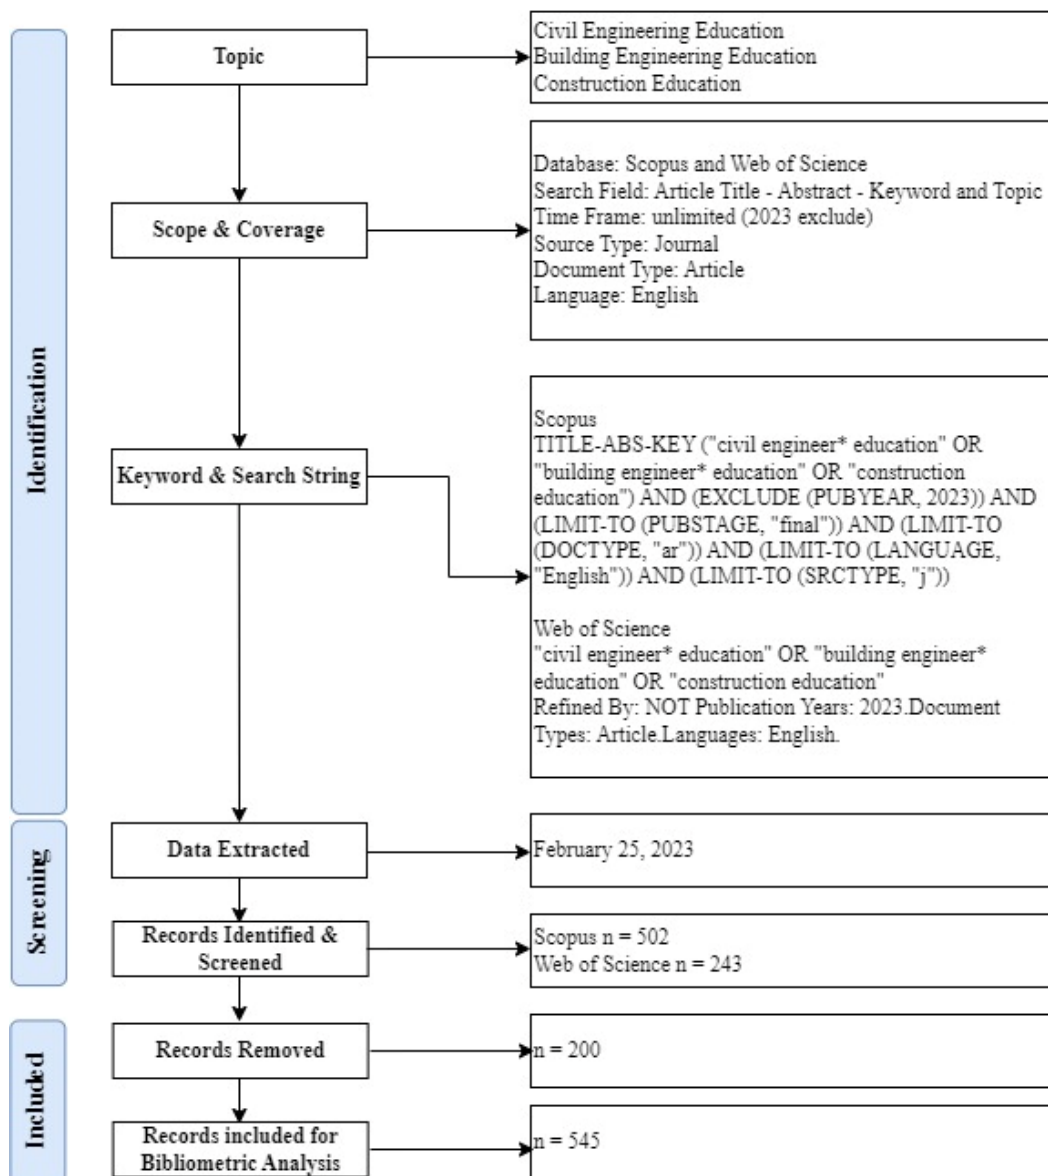 Identification
Topic
Civil Engineering Education
Building Engineering Education
Construction Education
Scope & Coverage
Database: Scopus and Web of Science
Search Field: Article Title - Abstract - Keyword and Topic
Time Frame: unlimited (2023 exclude)
Source Type: Journal
Document Type: Article
Language: English
Keyword & Search String
Scopus
TITLE-ABS-KEY ("civil engineer* education" OR
"building engineer* education" OR "construction
education") AND (EXCLUDE (PUBYEAR, 2023)) AND
(LIMIT-TO (PUBSTAGE, "final")) AND (LIMIT-TO
(DOCTYPE, "ar")) AND (LIMIT-TO (LANGUAGE,
"English")) AND (LIMIT-TO (SRCTYPE, "j"))
Web of Science
"civil engineer* education" OR "building engineer*
education" OR "construction education"
Refined By: NOT Publication Years: 2023.Document
Types: Article.Languages: English.
Screening
Data Extracted
February 25, 2023
Records Identified &
Screened
Scopus n = 502
Web of Science n = 243
Included
Records Removed
n = 200
Records included for
Bibliometric Analysis
n = 545